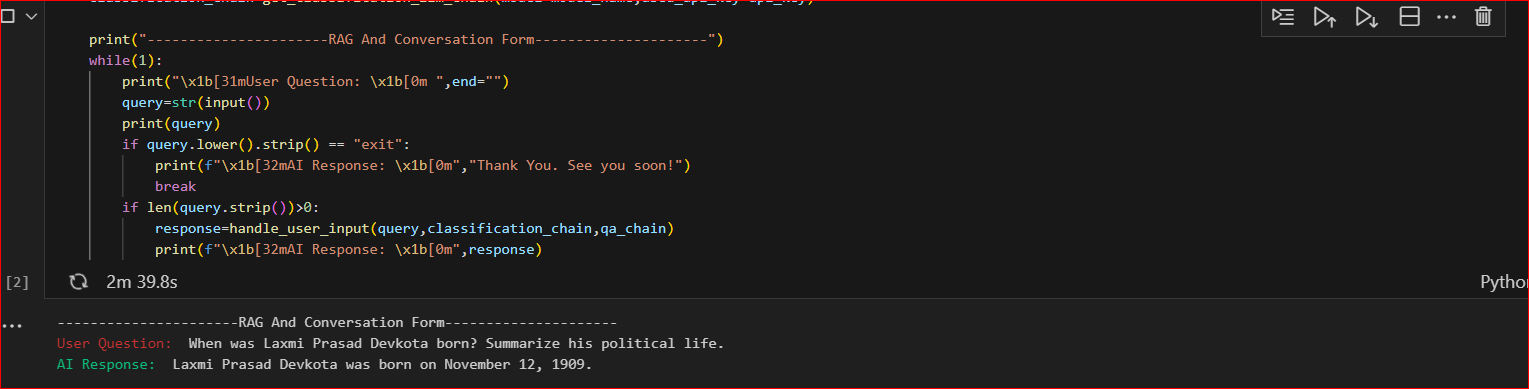 print("----------------------RAG And Conversation Form---------------------")
while(1):
print("\x1b[31mUser Question: \x1b[0m ",end="")
query=str(input())
print(query)
if query.lower().strip() == "exit":
print(f"\x1b[32mAI Response: \x1b[0m","Thank You. See you soon!")
break
if len(query.strip())>0:
response=handle_user_input(query,classification_chain,qa_chain)
print(f"\x1b[32mAI Response: \x1b[0m",response)
[2] 2m 39.8s
----------------------RAG And Conversation Form---------------------
User Question: When was Laxmi Prasad Devkota born? Summarize his political life.
AI Response: Laxmi Prasad Devkota was born on November 12, 1909.